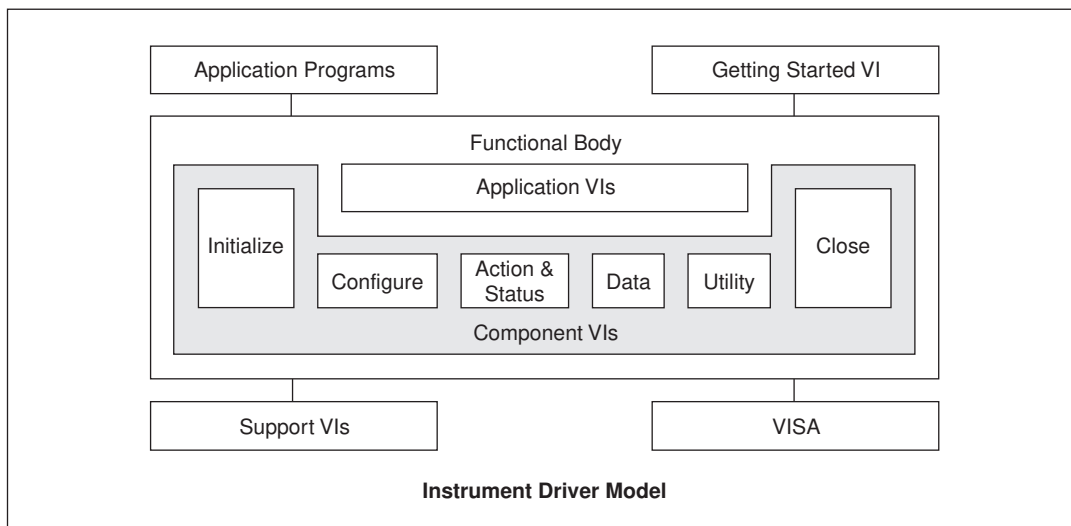 Application Programs
Getting Started VI
Functional Body
Application VIs
Initialize
Close
Configure
Action &
Status
Data
Utility
Component VIs
Support VIs
VISA
Instrument Driver Model